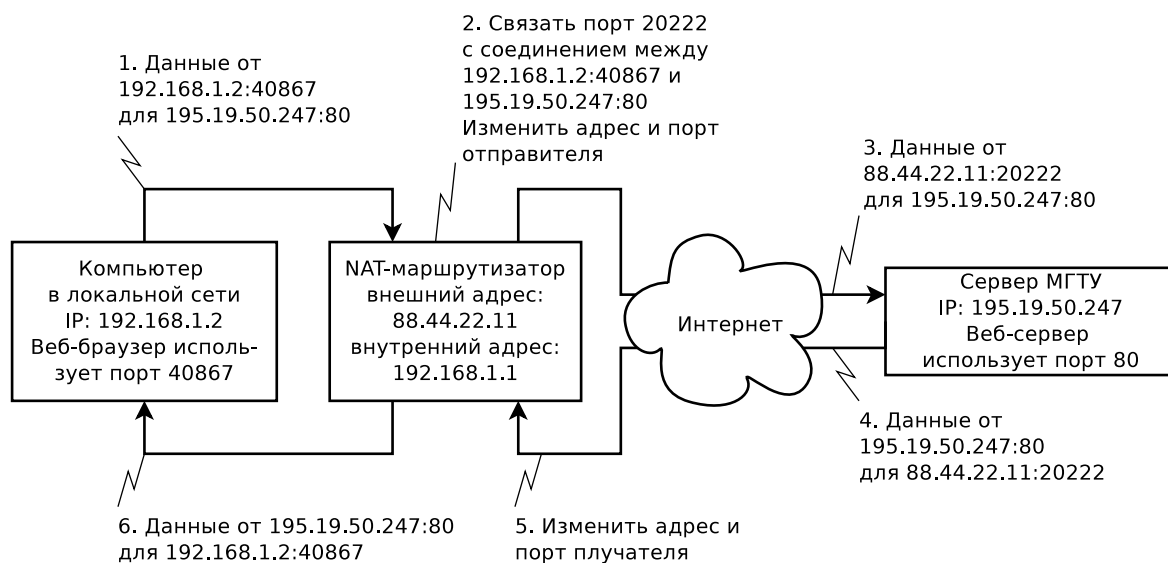 2. Связать порт 20222
с соединением между
192.168.1.2:40867 и
195.19.50.247:80
Изменить адрес и порт
отправителя
1. Данные от
192.168.1.2:40867
для 195.19.50.247:80
3. Данные от
88.44.22.11:20222
для 195.19.50.247:80
Компьютер
в локальной сети
IP: 192.168.1.2
Веб-браузер исполь-
зует порт 40867
NAT-маршрутизатор
внешний адрес:
88.44.22.11
внутренний адрес:
192.168.1.1
Интернет
Сервер МГТУ
IP: 195.19.50.247
Веб-сервер
использует порт 80
4. Данные от
195.19.50.247:80
для 88.44.22.11:20222
6. Данные от 195.19.50.247:80
для 192.168.1.2:40867
5. Изменить адрес и
порт плучателя